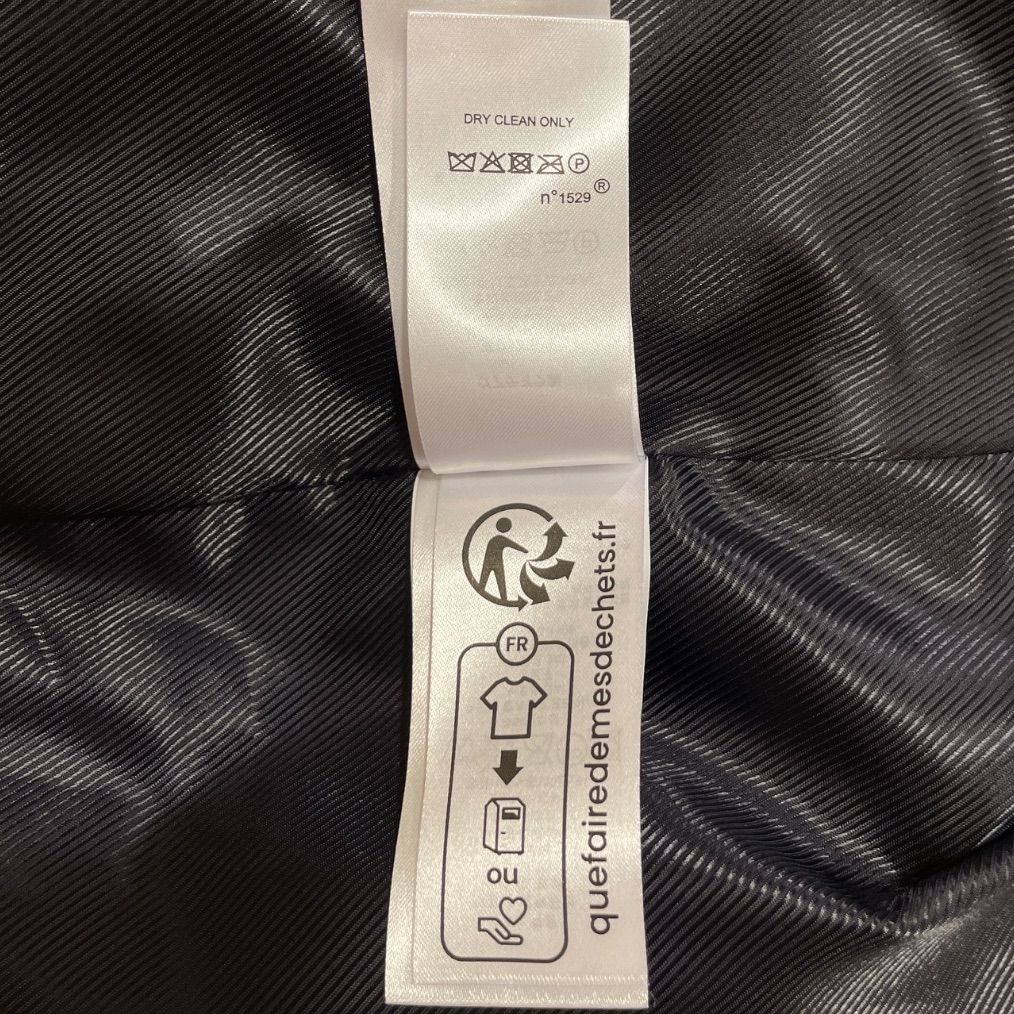 DRY CLEAN ONLY
P
n°1529®
FR
OU
quefairedemesdechets.fr